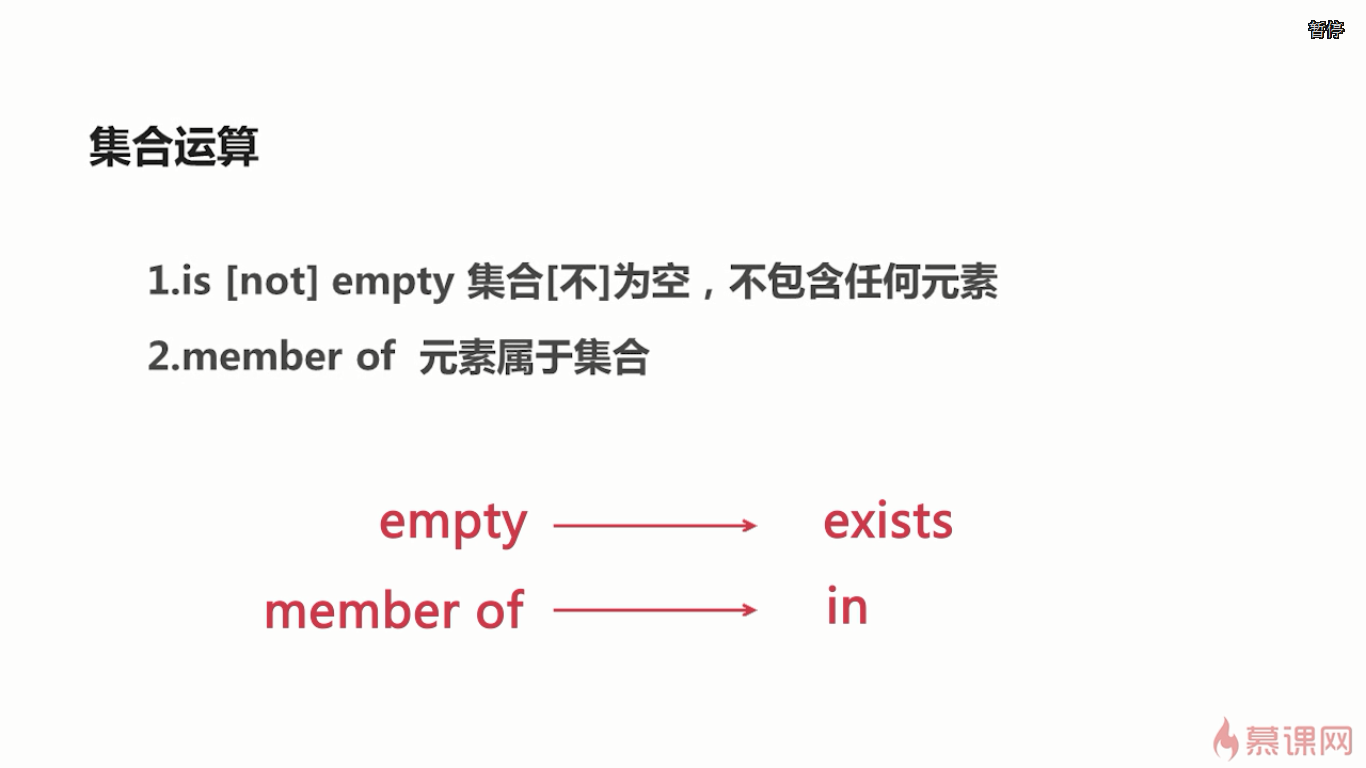 暂停
集合运算
1.is [not] empty 集合[不]为空，不包含任何元素
2.member of 元素属于集合
empty exists
member of in
慕课网